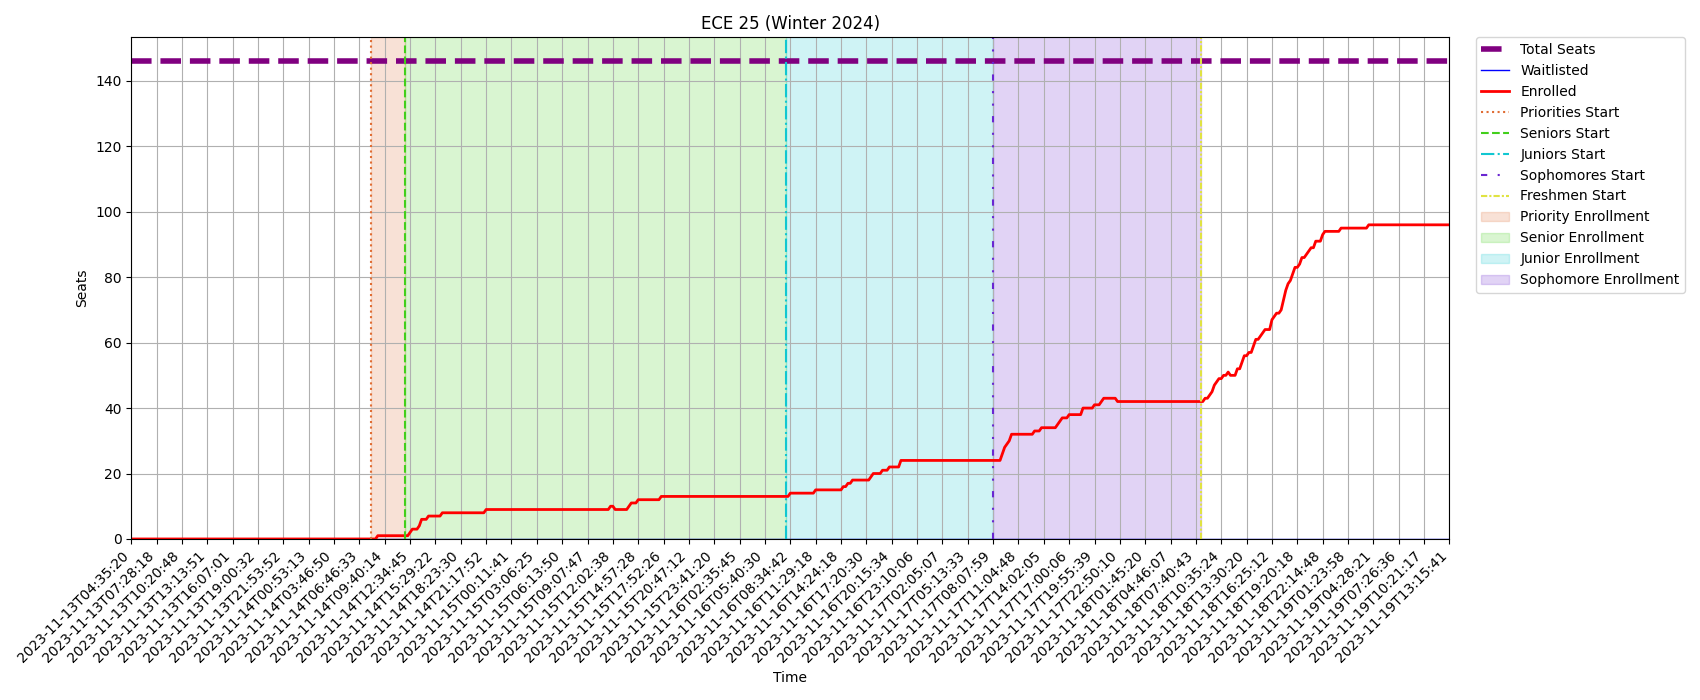 ECE 25 (Winter 2024)
Seats
140
120
100
80
60
40
20
0
2023-11-13T04:35:20
2023-11-13T07:28:18
2023-11-13T10:20:48
2023-11-13T13:13:51
2023-11-13T16:07:01
2023-11-13T19:00:32
2023-11-13T21:53:52
2023-11-14T00:53:13
2023-11-14T03:46:50
2023-11-14T06:46:33
2023-11-14T09:40:14
2023-11-14T12:34:45
2023-11-14T15:29:22
2023-11-14T18:23:30
2023-11-14T21:17:52
2023-11-15T00:11:41
2023-11-15T03:06:25
2023-11-15T06:13:50
2023-11-15T09:07:47
2023-11-15T12:02:38
2023-11-15T14:57:28
2023-11-15T17:52:26
2023-11-15T20:47:12
2023-11-15T23:41:20
2023-11-16T02:35:45
2023-11-16T05:40:30
2023-11-16T08:34:42
2023-11-16T11:29:18
2023-11-16T14:24:18
2023-11-16T17:20:30
2023-11-16T20:15:34
2023-11-16T23:10:06
2023-11-17T02:05:07
2023-11-17T05:13:33
2023-11-17T08:07:59
2023-11-17T11:04:48
2023-11-17T14:02:05
2023-11-17T17:00:06
2023-11-17T19:55:39
2023-11-17T22:50:10
2023-11-18T01:45:20
2023-11-18T04:46:07
2023-11-18T07:40:43
2023-11-18T10:35:24
2023-11-18T13:30:20
2023-11-18T16:25:12
2023-11-18T19:20:18
2023-11-18T22:14:48
2023-11-19T01:23:58
2023-11-19T04:28:21
2023-11-19T07:26:36
2023-11-19T10:21:17
2023-11-19T13:15:41
Time
Total Seats
Waitlisted
Enrolled
Priorities Start
Seniors Start
Juniors Start
Sophomores Start
Freshmen Start
Priority Enrollment
Senior Enrollment
Junior Enrollment
Sophomore Enrollment